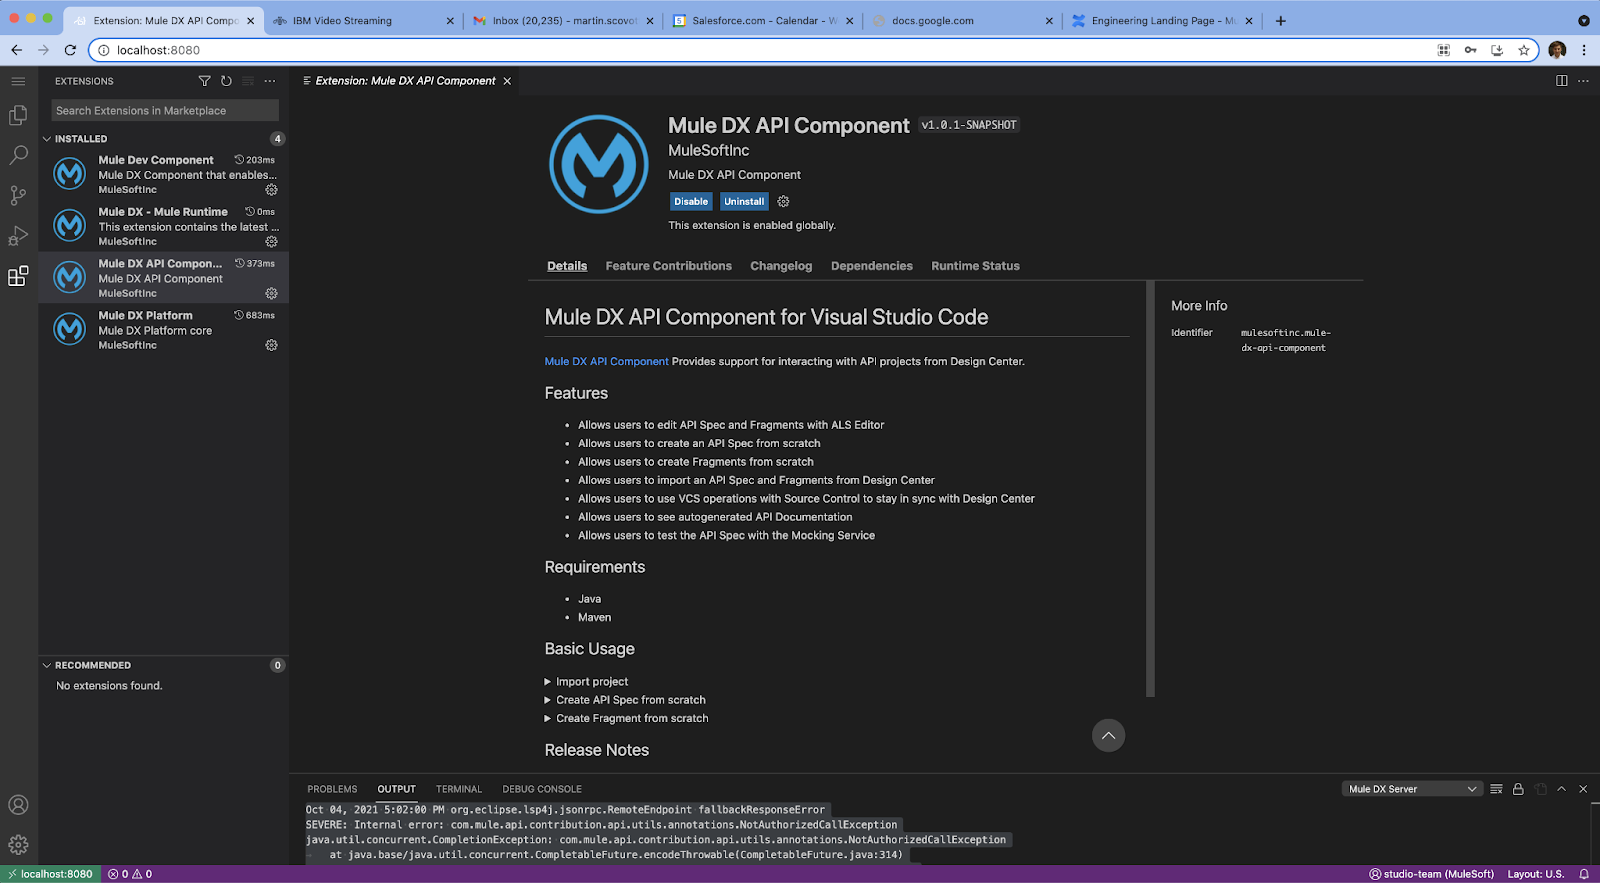 Extension: Mule DX API Compo
IBM Video Streaming
Inbox (20,235) - martin.scovot
Salesforce.com - Calendar - W
docs.google.com
Engineering Landing Page - Mu
localhost:8080
EXTENSIONS
Search Extensions in Marketplace
INSTALLED
4
Mule Dev Component
203ms
Mule DX Component that enables...
MuleSoftInc
Mule DX - Mule Runtime
0ms
This extension contains the latest ...
MuleSoftInc
Mule DX API Compon...
373ms
Mule DX API Component
MuleSoftInc
Mule DX Platform
683ms
Mule DX Platform core
MuleSoftInc
RECOMMENDED
0
No extensions found.
Extension: Mule DX API Component
Mule DX API Component
v1.0.1-SNAPSHOT
MuleSoftInc
Mule DX API Component
Disable
Uninstall
This extension is enabled globally.
Details
Feature Contributions
Changelog
Dependencies
Runtime Status
Mule DX API Component for Visual Studio Code
Mule DX API Component Provides support for interacting with API projects from Design Center.
Features
• Allows users to edit API Spec and Fragments with ALS Editor
• Allows users to create an API Spec from scratch
• Allows users to create Fragments from scratch
• Allows users to import an API Spec and Fragments from Design Center
• Allows users to use VCS operations with Source Control to stay in sync with Design Center
• Allows users to see autogenerated API Documentation
• Allows users to test the API Spec with the Mocking Service
Requirements
• Java
• Maven
Basic Usage
Import project
Create API Spec from scratch
Create Fragment from scratch
Release Notes
More Info
Identifier
mulesoftinc.mule-
dx-api-component
PROBLEMS
OUTPUT
TERMINAL
DEBUG CONSOLE
Mule DX Server
Oct 04, 2021 5:02:00 PM org.eclipse.lsp4j.jsonrpc.RemoteEndpoint fallbackResponseError
SEVERE: Internal error: com.mule.api.contribution.api.utils.annotations.NotAuthorizedCallException
java.util.concurrent.CompletionException: com.mule.api.contribution.api.utils.annotations.NotAuthorizedCallException
at java.base/java.util.concurrent.CompletableFuture.encodeThrowable(CompletableFuture.java:314)
localhost:8080
0
0
studio-team (MuleSoft)
Layout: U.S.